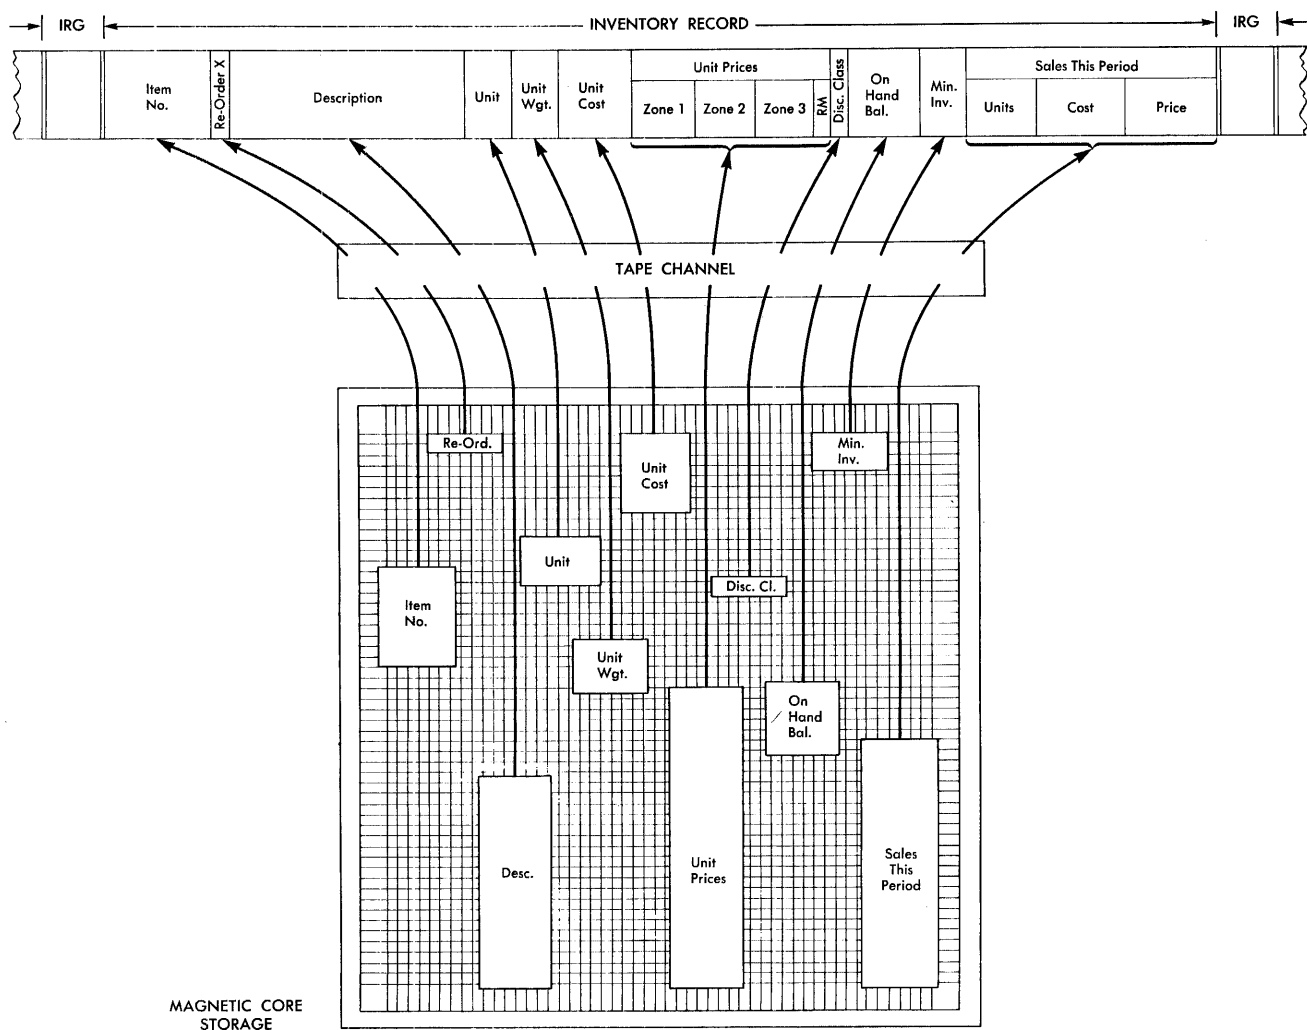 IRG
INVENTORY RECORD
IRG
Item
No.
Re-Order X
Description
Unit
Unit
Wgt.
Unit
Cost
Unit Prices
Zone 1
Zone 2
Zone 3
RM
Disc. Class
On
Hand
Bal.
Min.
Inv.
Sales This Period
Units
Cost
Price
TAPE CHANNEL
Re-Ord.
Unit
Cost
Min.
Inv.
Unit
Disc. Cl.
Item
No.
Unit
Wgt.
On
Hand
Bal.
Desc.
Unit
Prices
Sales
This
Period
MAGNETIC CORE
STORAGE